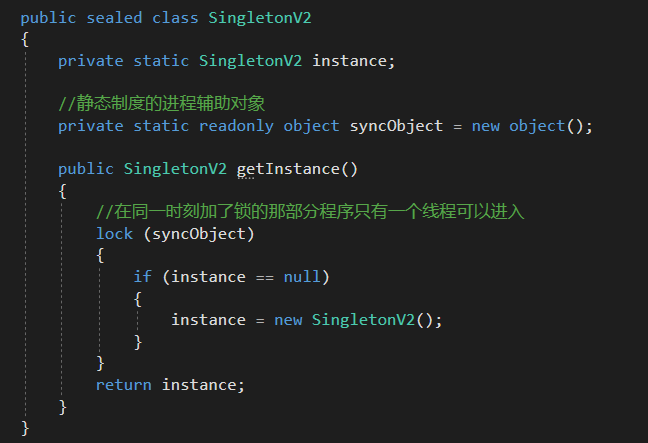 public sealed class SingletonV2
{
private static SingletonV2 instance;
//静态制度的进程辅助对象
private static readonly object syncObject = new object();
public SingletonV2 getInstance()
{
//在同一时刻加了锁的那部分程序只有一个线程可以进入
lock (syncObject)
{
if (instance == null)
{
instance = new SingletonV2();
}
}
return instance;
}
}